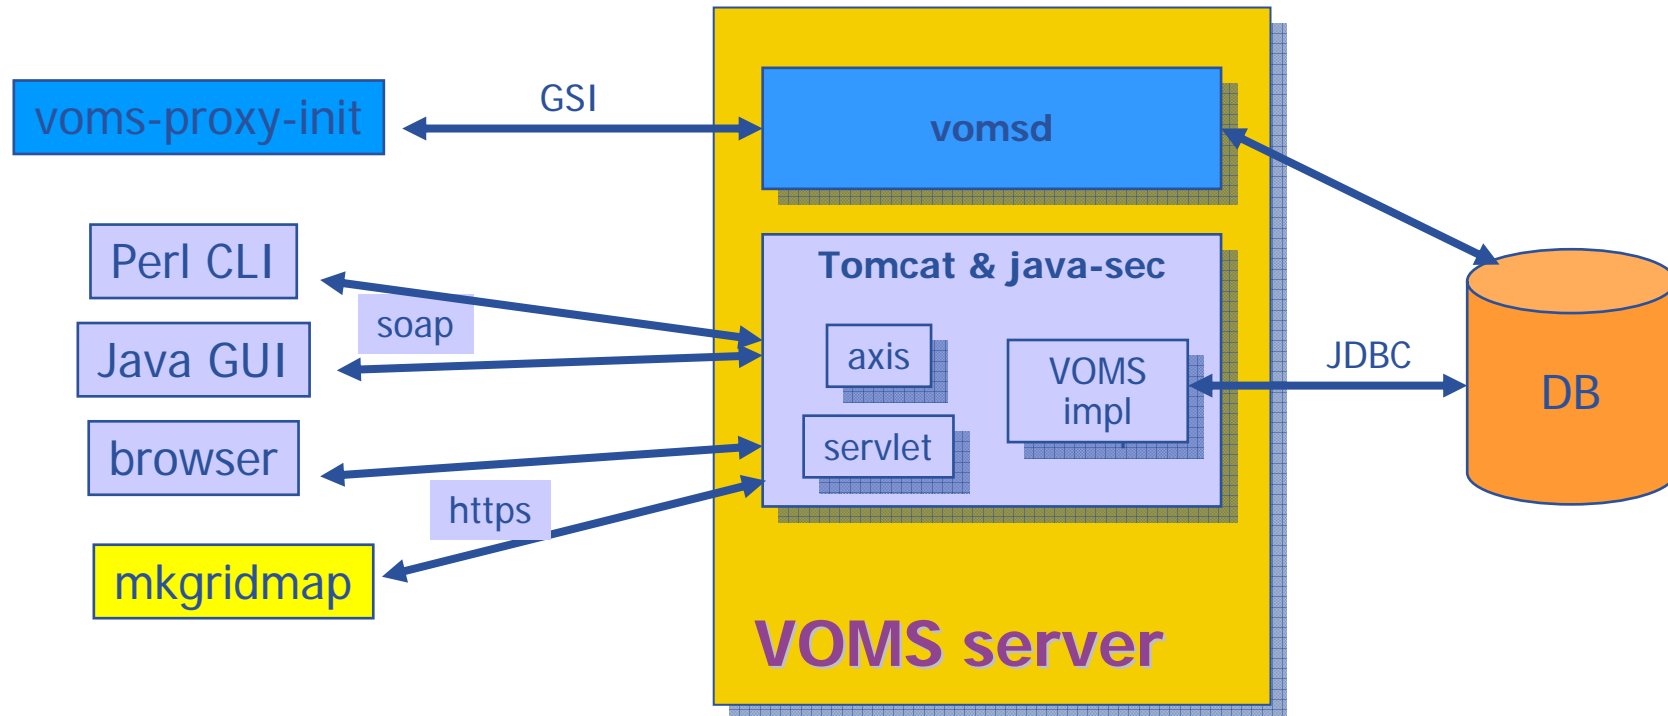 voms-proxy-init
GSI
vomsd
Perl CLI
soap
Java GUI
browser
https
mkgridmap
Tomcat & java-sec
axis
servlet
VOMS
impl
JDBC
DB
VOMS server